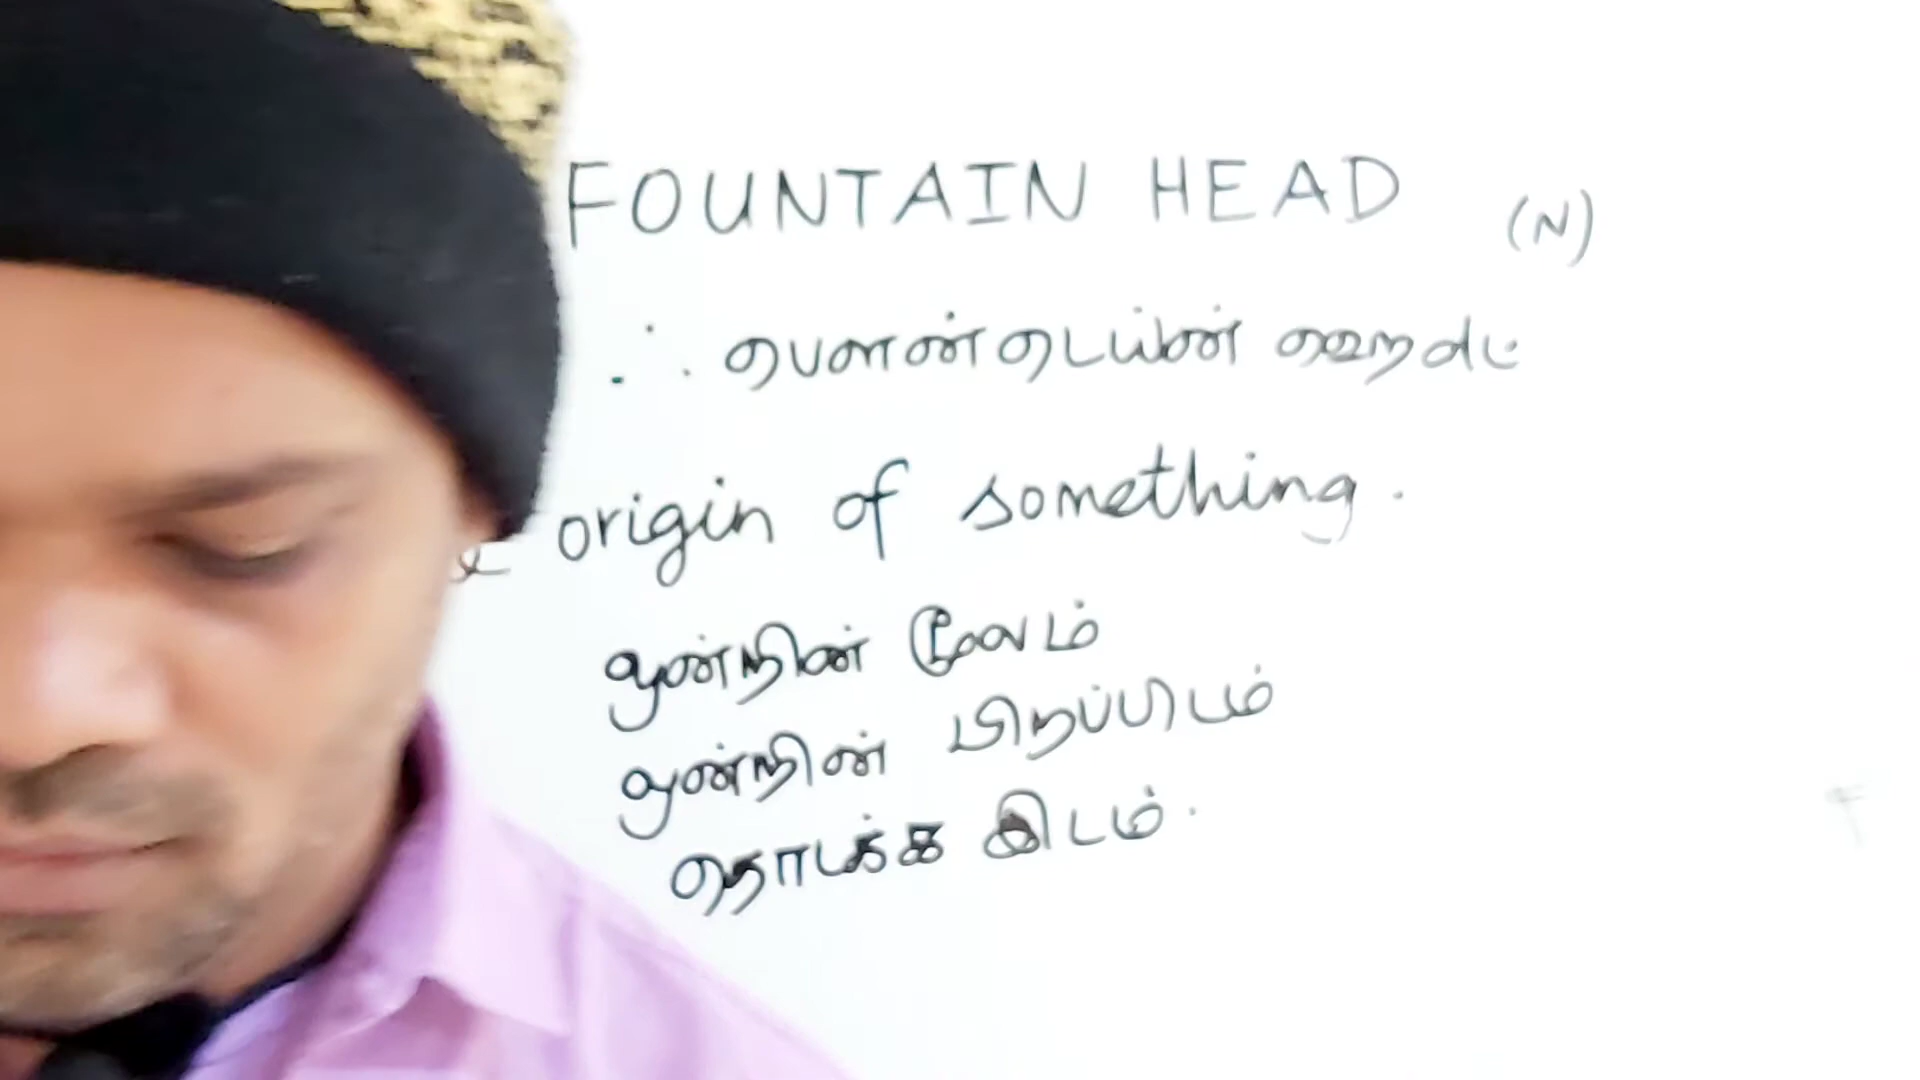 FOUNTAIN HEAD (N)
ஃபௌன்டெய்ன் ஹெட்
origin of something.
ஒன்றின் மூலம்
ஒன்றின் பிறப்பிடம்
தொடக்க இடம்.